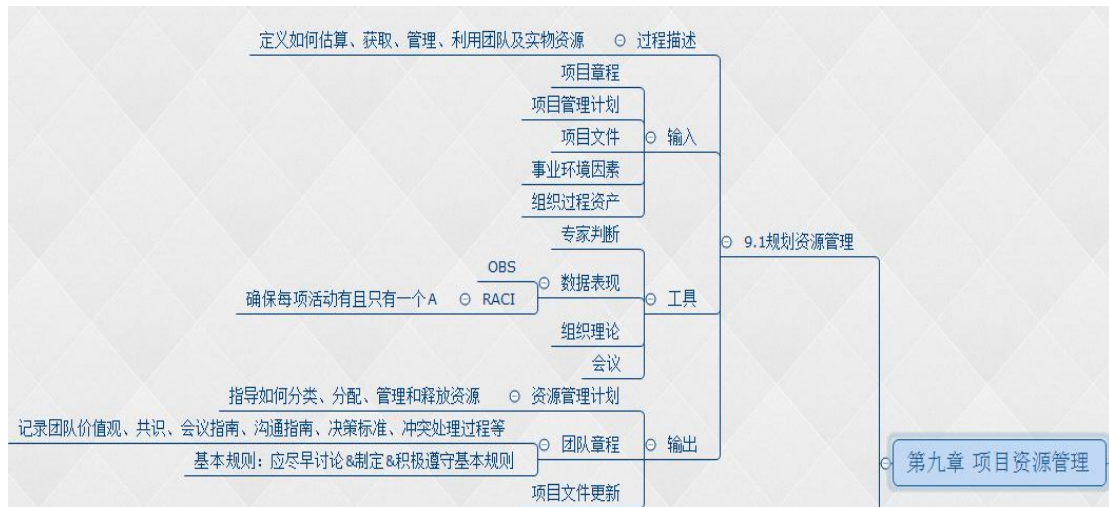 定义如何估算、获取、管理、利用团队及实物资源
过程描述
项目章程
项目管理计划
项目文件
输入
事业环境因素
组织过程资产
专家判断
9.1规划资源管理
OBS
数据表现
确保每项活动有且只有一个A
RACI
工具
组织理论
会议
指导如何分类、分配、管理和释放资源
资源管理计划
记录团队价值观、共识、会议指南、沟通指南、决策标准、冲突处理过程等
团队章程
输出
基本规则：应尽早讨论&制定&积极遵守基本规则
第九章 项目资源管理
项目文件更新